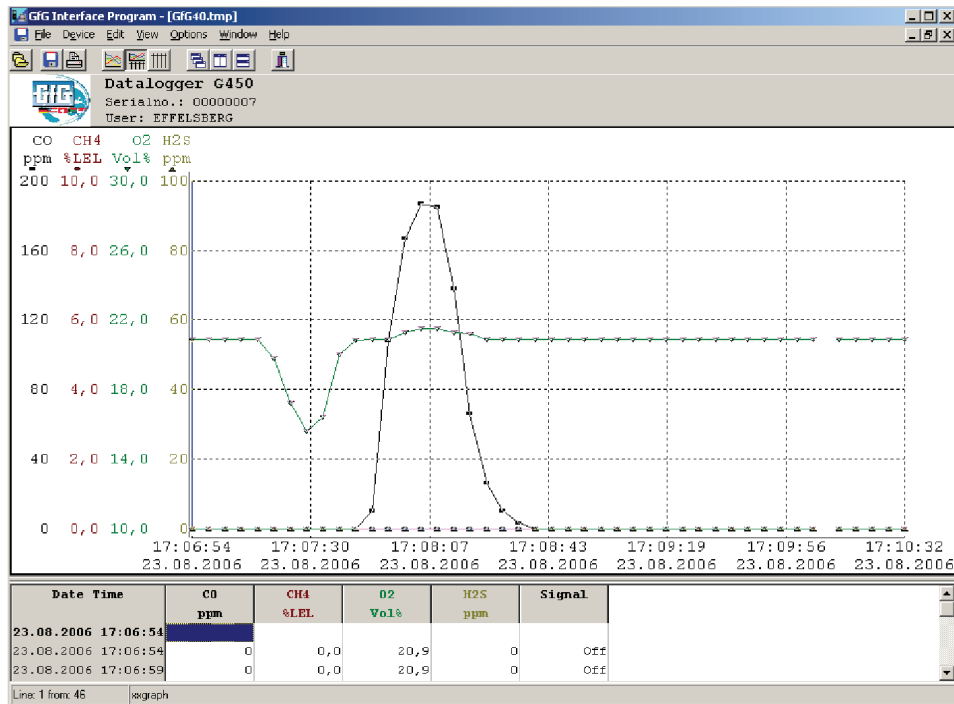 GfG Interface Program - [GfG40.tmp]
File Device Edit View Options Window Help
GfG
Datalogger G450
Serialno.: 00000007
User: EFFELSBERG
CO CH4 O2 H2S
ppm %LEL Vol% ppm
200 10,0 30,0 100
160 8,0 26,0 80
120 6,0 22,0 60
80 4,0 18,0 40
40 2,0 14,0 20
0 0,0 10,0 0
17:06:54 17:07:30 17:08:07 17:08:43 17:09:19 17:09:56 17:10:32
23.08.2006 23.08.2006 23.08.2006 23.08.2006 23.08.2006 23.08.2006 23.08.2006
Date Time CO CH4 O2 H2S Signal
ppm %LEL Vol% ppm
23.08.2006 17:06:54
23.08.2006 17:06:54 0 0,0 20,9 0 Off
23.08.2006 17:06:59 0 0,0 20,9 0 Off
Line: 1 from: 46 xxgraph